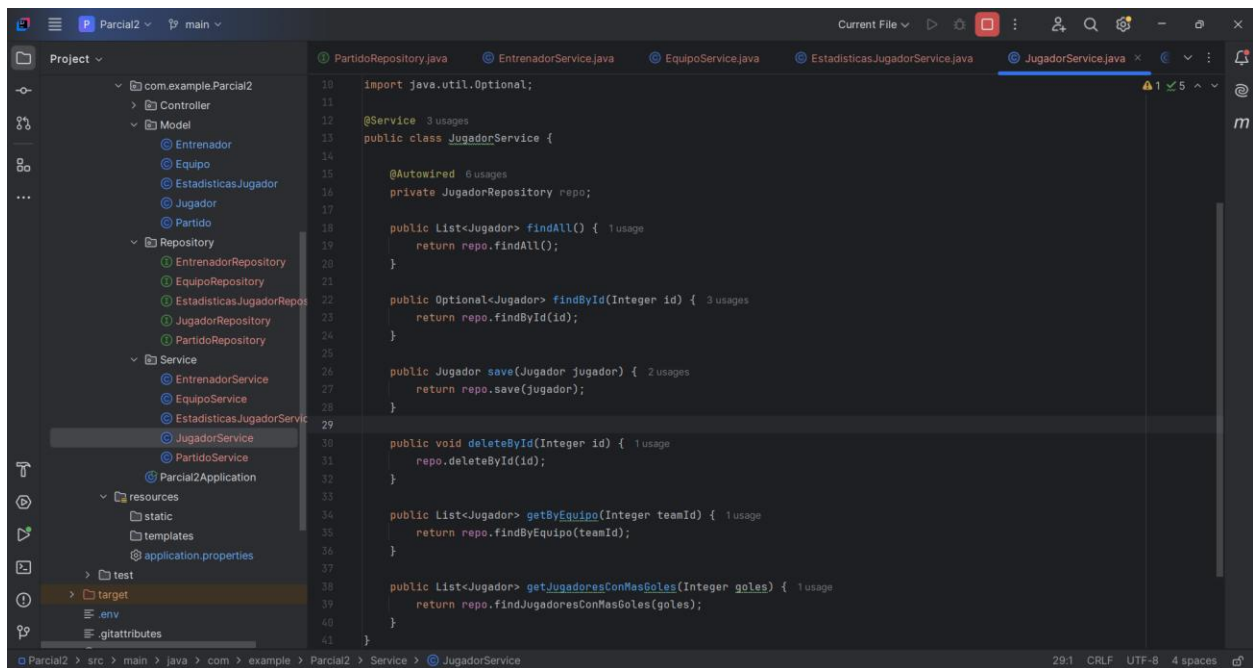 Parcial2
main
Current File
Project
PartidoRepository.java
EntrenadorService.java
EquipoService.java
EstadisticasJugadorService.java
JugadorService.java
com.example.Parcial2
Controller
Model
Entrenador
Equipo
EstadisticasJugador
Jugador
Partido
Repository
EntrenadorRepository
EquipoRepository
EstadisticasJugadorRepos
JugadorRepository
PartidoRepository
Service
EntrenadorService
EquipoService
EstadisticasJugadorServic
JugadorService
PartidoService
Parcial2Application
resources
static
templates
application.properties
test
target
.env
.gitattributes
10 import java.util.Optional;
11
12 @Service 3 usages
13 public class JugadorService {
14
15 @Autowired 6 usages
16 private JugadorRepository repo;
17
18 public List<Jugador> findAll() { 1 usage
19 return repo.findAll();
20 }
21
22 public Optional<Jugador> findById(Integer id) { 3 usages
23 return repo.findById(id);
24 }
25
26 public Jugador save(Jugador jugador) { 2 usages
27 return repo.save(jugador);
28 }
29
30 public void deleteById(Integer id) { 1 usage
31 repo.deleteById(id);
32 }
33
34 public List<Jugador> getByEquipo(Integer teamId) { 1 usage
35 return repo.findByEquipo(teamId);
36 }
37
38 public List<Jugador> getJugadoresConMasGoles(Integer goles) { 1 usage
39 return repo.findJugadoresConMasGoles(goles);
40 }
41 }
1 5
Parcial2 > src > main > java > com > example > Parcial2 > Service > JugadorService
29:1 CRLF UTF-8 4 spaces